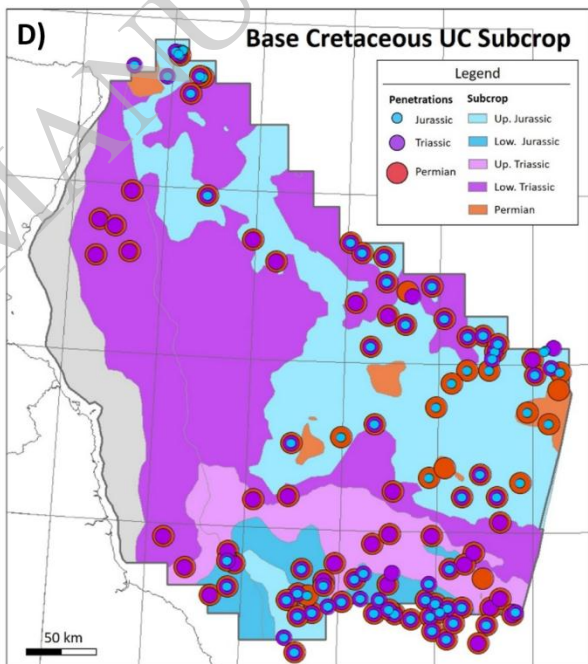 D)
Base Cretaceous UC Subcrop
Legend
Penetrations
Jurassic
Triassic
Permian
Subcrop
Up. Jurassic
Low. Jurassic
Up. Triassic
Low. Triassic
Permian
50 km
MANU